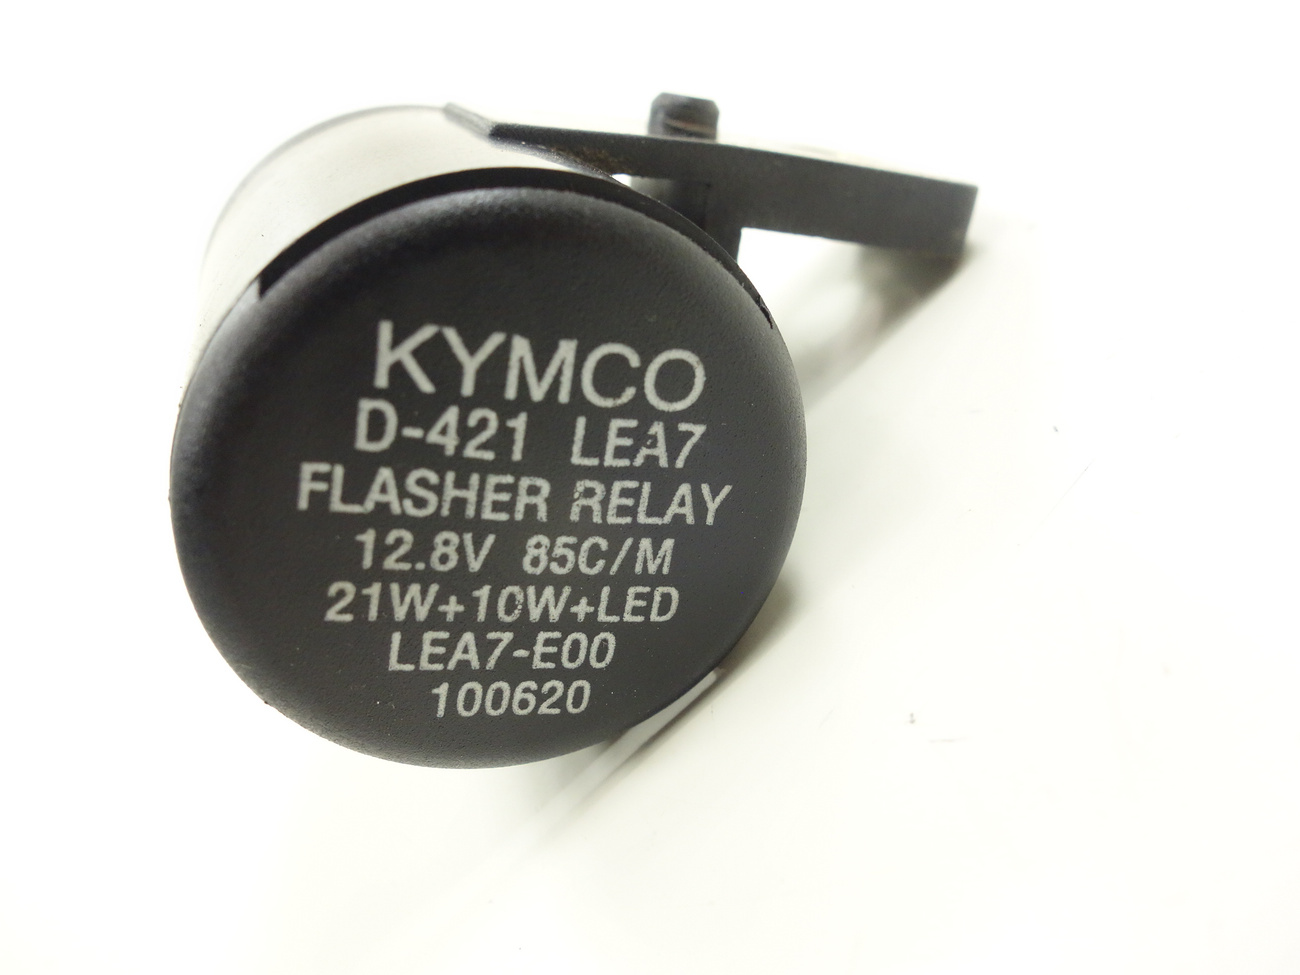 KYMCO
D-421 LEA7
FLASHER RELAY
12.8V 85C/M
21W+10W+LED
LEA7-E00
100620